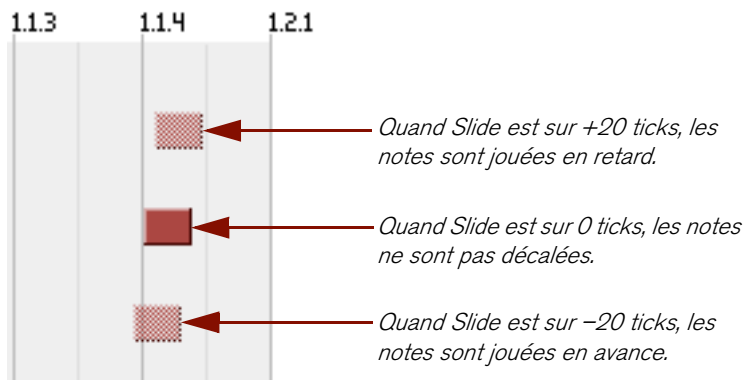 1.1.3 1.1.4 1.2.1
Quand Slide est sur +20 ticks, les
notes sont jouées en retard.
Quand Slide est sur 0 ticks, les notes
ne sont pas décalées.
Quand Slide est sur –20 ticks, les
notes sont jouées en avance.